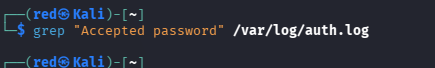 ┌──(red㉿Kali)-[~]
└─$ grep "Accepted password" /var/log/auth.log
┌──(red㉿Kali)-[~]